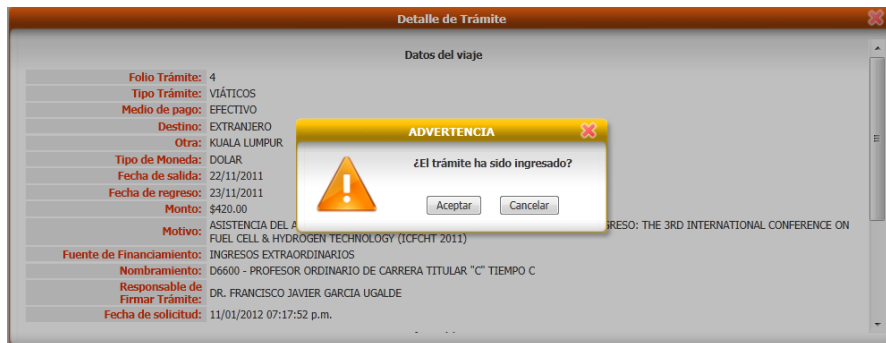 Detalle de Trámite
Datos del viaje
Folio Trámite: 4
Tipo Trámite: VIÁTICOS
Medio de pago: EFECTIVO
Destino: EXTRANJERO
Otra: KUALA LUMPUR
Tipo de Moneda: DOLAR
Fecha de salida: 22/11/2011
Fecha de regreso: 23/11/2011
Monto: $420.00
Motivo: ASISTENCIA DEL GRESO: THE 3RD INTERNATIONAL CONFERENCE ON
FUEL CELL & HYDROGEN TECHNOLOGY (ICFCHT 2011)
Fuente de Financiamiento: INGRESOS EXTRAORDINARIOS
Nombramiento: D6600 - PROFESOR ORDINARIO DE CARRERA TITULAR "C" TIEMPO C
Responsable de
Firmar Trámite: DR. FRANCISCO JAVIER GARCIA UGALDE
Fecha de solicitud: 11/01/2012 07:17:52 p.m.
ADVERTENCIA
¿El trámite ha sido ingresado?
Aceptar Cancelar